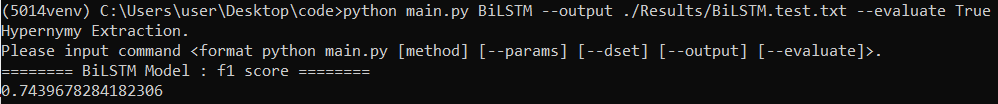 (5014venv) C:\Users\user\Desktop\code>python main.py BiLSTM --output ./Results/BiLSTM.test.txt --evaluate True
Hypernymy Extraction.
Please input command <format python main.py [method] [--params] [--dset] [--output] [--evaluate]>.
======== BiLSTM Model : f1 score ========
0.7439678284182306